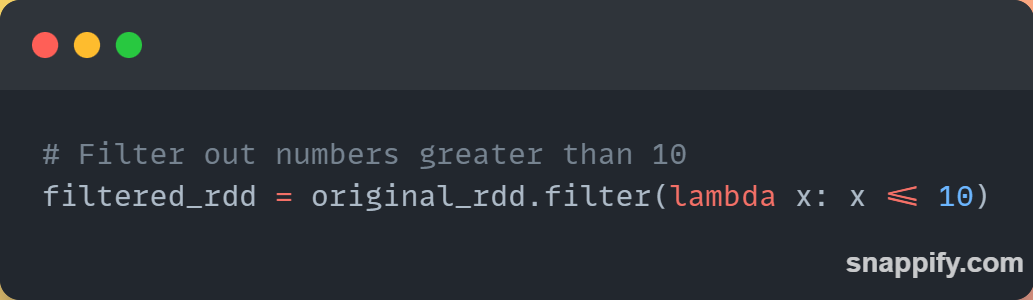 # Filter out numbers greater than 10
filtered_rdd = original_rdd.filter(lambda x: x <= 10)
snappify.com